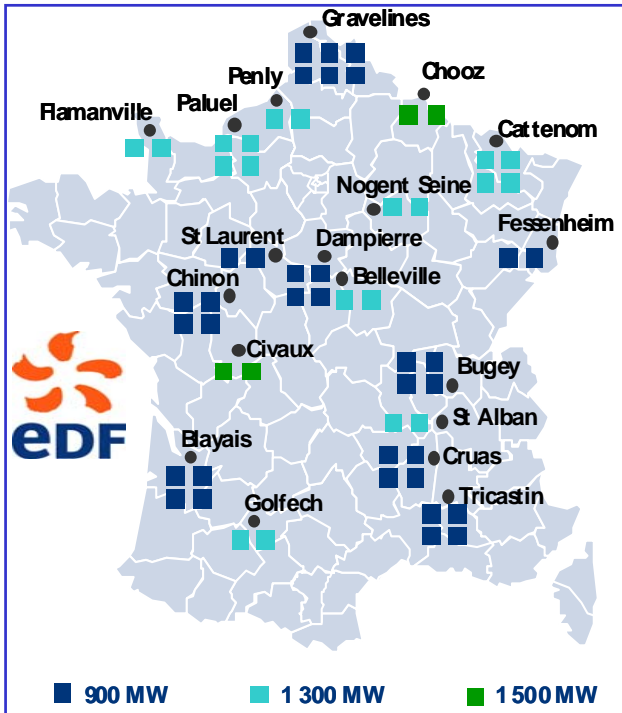 Gravelines
Chooz
Penly
Paluel
Flamanville
Cattenom
Nogent Seine
Fessenheim
St Laurent
Dampierre
Belleville
Chinon
Civaux
Bugey
St Alban
Blayais
Cruas
Tricastin
Golfech
eDF
900 MW
1 300 MW
1 500 MW